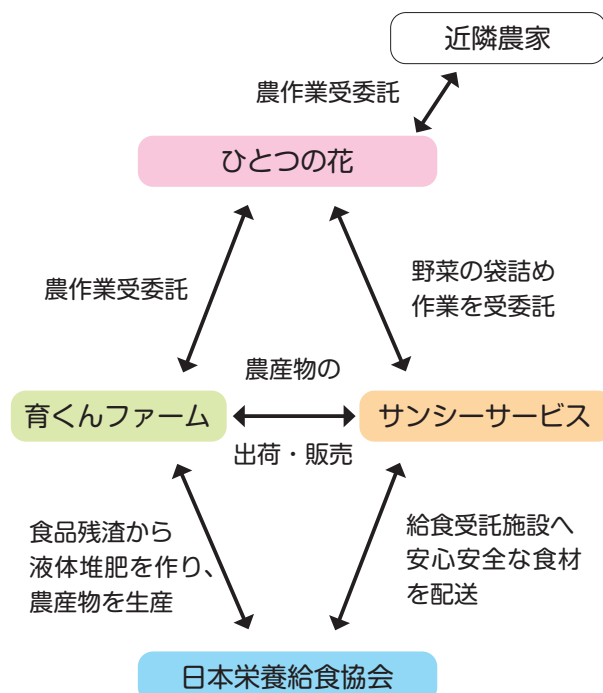 近隣農家
農作業受委託
ひとつの花
農作業受委託
野菜の袋詰め
作業を受委託
農産物の
育くんファーム
サンシーサービス
出荷・販売
食品残渣から
液体堆肥を作り、
農産物を生産
給食受託施設へ
安心安全な食材
を配送
日本栄養給食協会